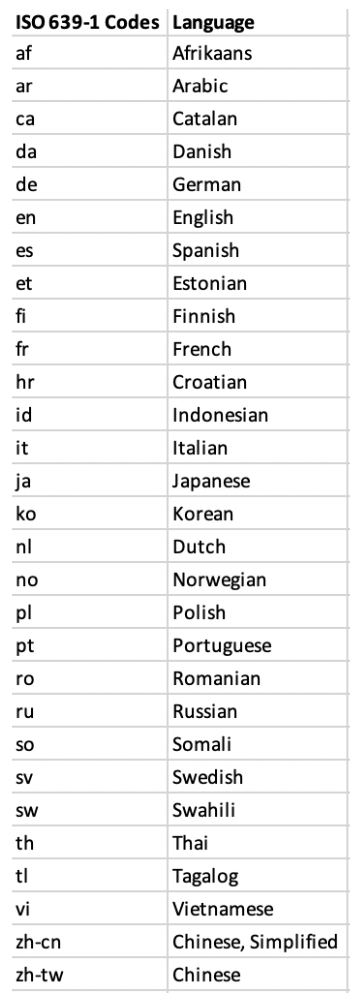 ISO 639-1 Codes Language
af Afrikaans
ar Arabic
ca Catalan
da Danish
de German
en English
es Spanish
et Estonian
fi Finnish
fr French
hr Croatian
id Indonesian
it Italian
ja Japanese
ko Korean
nl Dutch
no Norwegian
pl Polish
pt Portuguese
ro Romanian
ru Russian
so Somali
sv Swedish
sw Swahili
th Thai
tl Tagalog
vi Vietnamese
zh-cn Chinese, Simplified
zh-tw Chinese